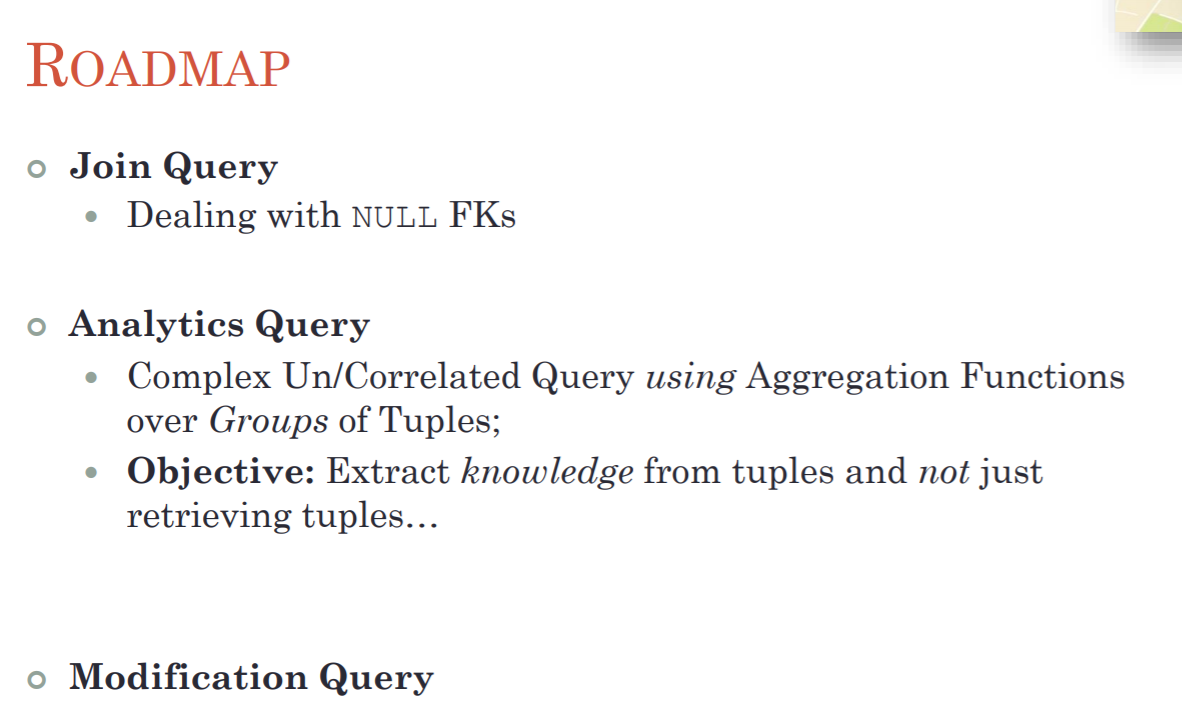 ROADMAP
Join Query
Dealing with NULL FKs
Analytics Query
Complex Un/Correlated Query using Aggregation Functions
over Groups of Tuples;
Objective: Extract knowledge from tuples and not just
retrieving tuples…
Modification Query